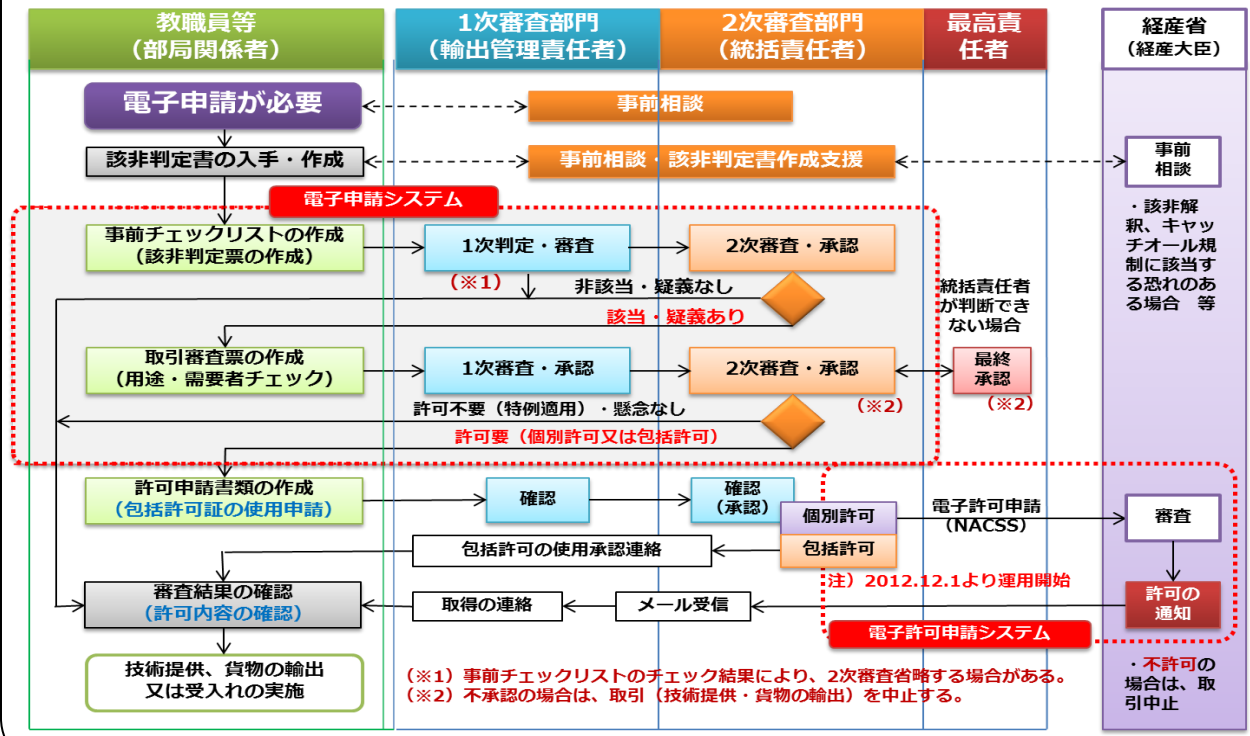 教職員等
(部局関係者)
1次審査部門
(輸出管理責任者)
2次審査部門
(統括責任者)
最高責
任者
経産省
(経産大臣)
電子申請が必要
事前相談
該非判定書の入手・作成
事前相談・該非判定書作成支援
事前
相談
電子申請システム
・該非解
釈、キャッ
チオール規
制に該当す
る恐れのあ
る場合 等
事前チェックリストの作成
(該非判定票の作成)
1次判定・審査
2次審査・承認
(※1)
非該当・疑義なし
該当・疑義あり
統括責任者
が判断でき
ない場合
取引審査票の作成
(用途・需要者チェック)
1次審査・承認
2次審査・承認
最終
承認
(※2)
(※2)
許可不要(特例適用)・懸念なし
許可要(個別許可又は包括許可)
許可申請書類の作成
(包括許可証の使用申請)
確認
確認
(承認)
個別許可
電子許可申請
(NACSS)
審査
包括許可の使用承認連絡
包括許可
注)2012.12.1より運用開始
審査結果の確認
(許可内容の確認)
取得の連絡
メール受信
許可の
通知
電子許可申請システム
技術提供、貨物の輸出
又は受入れの実施
(※1)事前チェックリストのチェック結果により、2次審査省略する場合がある。
(※2)不承認の場合は、取引(技術提供・貨物の輸出)を中止する。
・不許可の
場合は、取
引中止